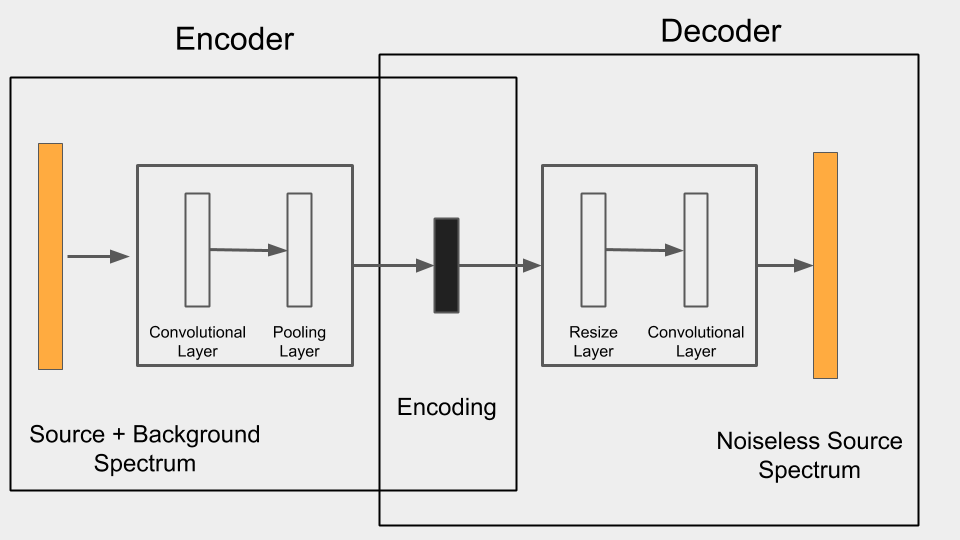 Encoder
Decoder
Convolutional
Layer
Pooling
Layer
Resize
Layer
Convolutional
Layer
Encoding
Source + Background
Spectrum
Noiseless Source
Spectrum